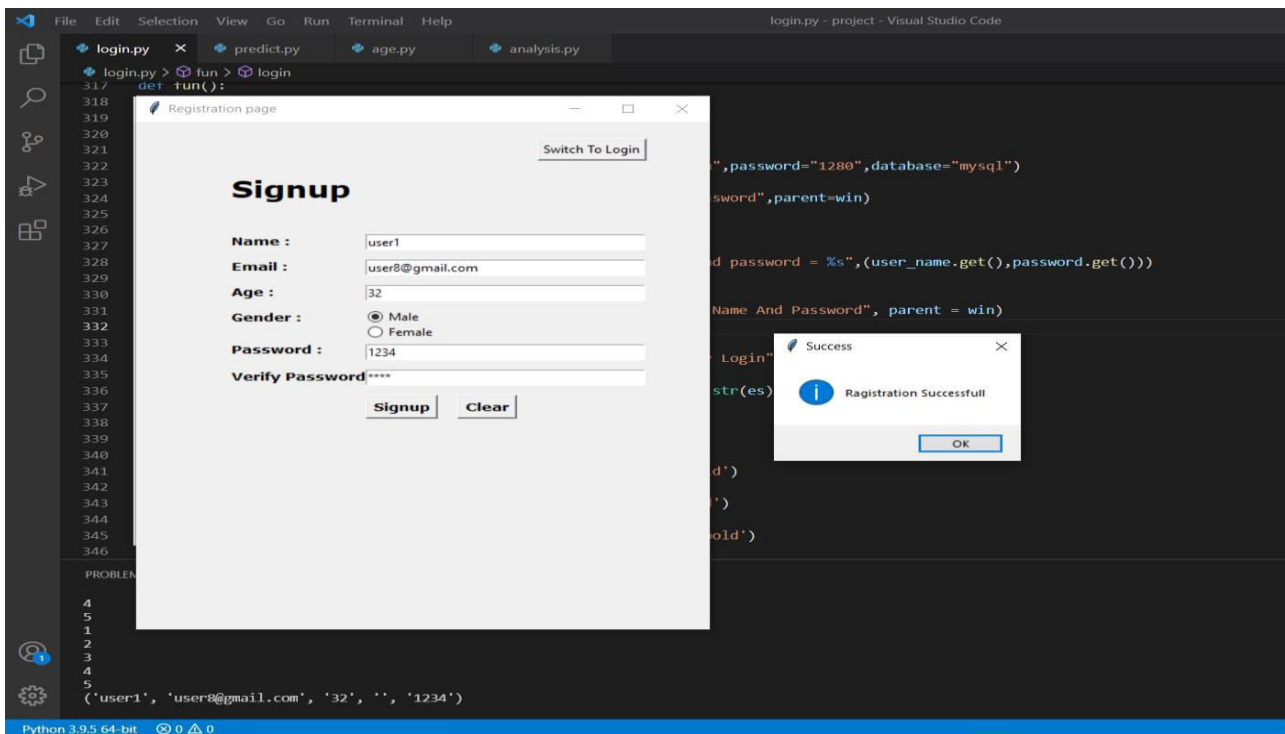 File Edit Selection View Go Run Terminal Help
login.py - project - Visual Studio Code
login.py × predict.py age.py analysis.py
login.py > fun > login
317 def fun():
318
319
320
321
322 ",password="1280",database="mysql")
323
324 sword",parent=win)
325
326
327
328 d password = %s",(user_name.get(),password.get()))
329
330
331 Name And Password", parent = win)
332
333
334 Login"
335
336 str(es)
337
338
339
340
341 d')
342
343 ')
344
345 old')
346
Registration page
Switch To Login
Signup
Name : user1
Email : user8@gmail.com
Age : 32
Gender : Male
Female
Password : 1234
Verify Password ****
Signup Clear
Success
Ragistration Successfull
OK
PROBLEM
4
5
1
2
3
4
5
('user1', 'user8@gmail.com', '32', '', '1234')
1
Python 3.9.5 64-bit 0 0